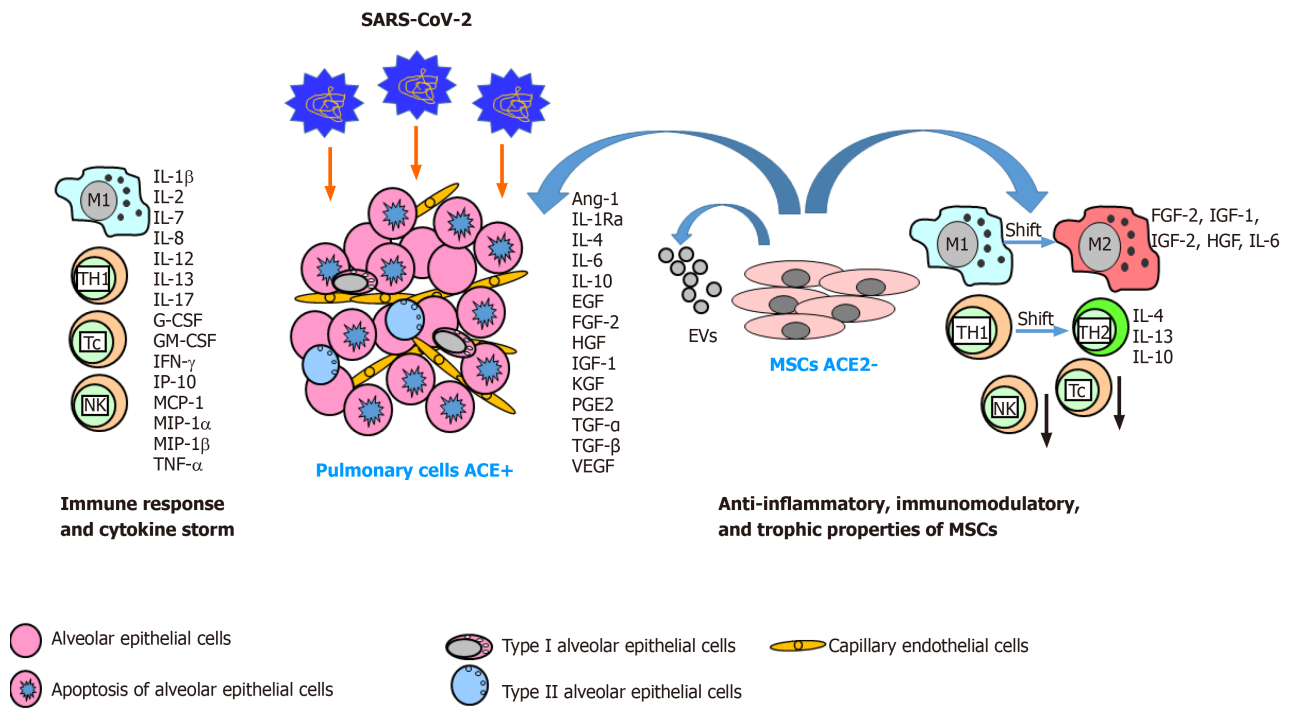 SARS-CoV-2
M1
TH1
Tc
NK
IL-1β
IL-2
IL-7
IL-8
IL-12
IL-13
IL-17
G-CSF
GM-CSF
IFN-γ
IP-10
MCP-1
MIP-1α
MIP-1β
TNF-α
Immune response
and cytokine storm
Pulmonary cells ACE+
Ang-1
IL-1Ra
IL-4
IL-6
IL-10
EGF
FGF-2
HGF
IGF-1
KGF
PGE2
TGF-α
TGF-β
VEGF
EVs
MSCs ACE2-
M1
Shift
M2
FGF-2, IGF-1,
IGF-2, HGF, IL-6
TH1
Shift
TH2
IL-4
IL-13
IL-10
NK
Tc
Anti-inflammatory, immunomodulatory,
and trophic properties of MSCs
Alveolar epithelial cells
Apoptosis of alveolar epithelial cells
Type I alveolar epithelial cells
Type II alveolar epithelial cells
Capillary endothelial cells